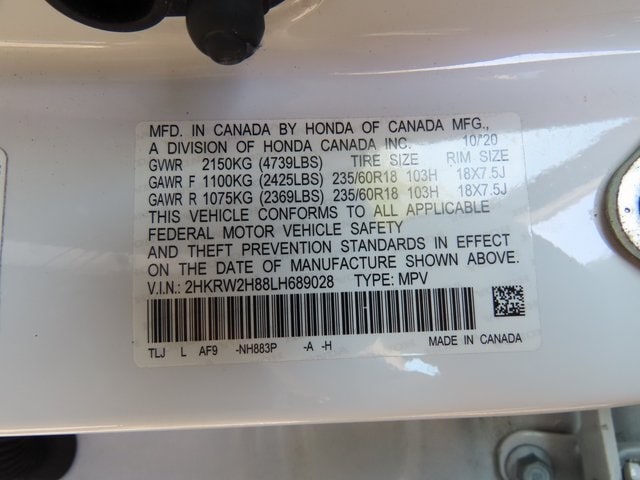 MFD. IN CANADA BY HONDA OF CANADA MFG.,
A DIVISION OF HONDA CANADA INC. 10/20
GVWR 2150KG (4739LBS) TIRE SIZE RIM SIZE
GAWR F 1100KG (2425LBS) 235/60R18 103H 18X7.5J
GAWR R 1075KG (2369LBS) 235/60R18 103H 18X7.5J
THIS VEHICLE CONFORMS TO ALL APPLICABLE
FEDERAL MOTOR VEHICLE SAFETY
AND THEFT PREVENTION STANDARDS IN EFFECT
ON THE DATE OF MANUFACTURE SHOWN ABOVE.
V.I.N.: 2HKRW2H88LH689028 TYPE: MPV
TLJ L AF9 -NH883P -A -H MADE IN CANADA